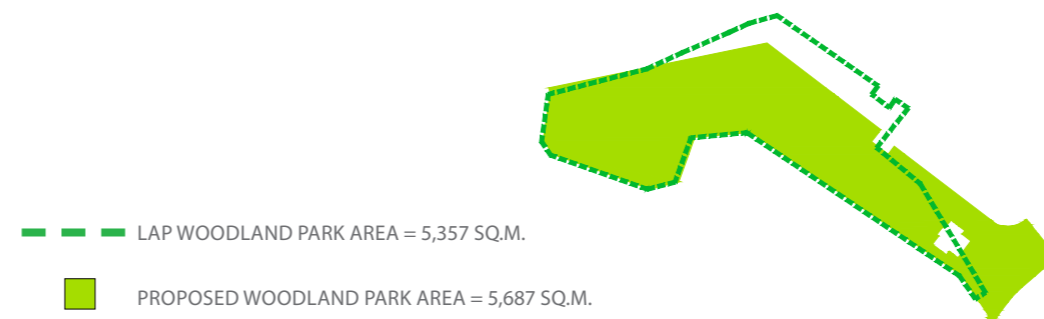 LAP WOODLAND PARK AREA = 5,357 SQ.M.
PROPOSED WOODLAND PARK AREA = 5,687 SQ.M.